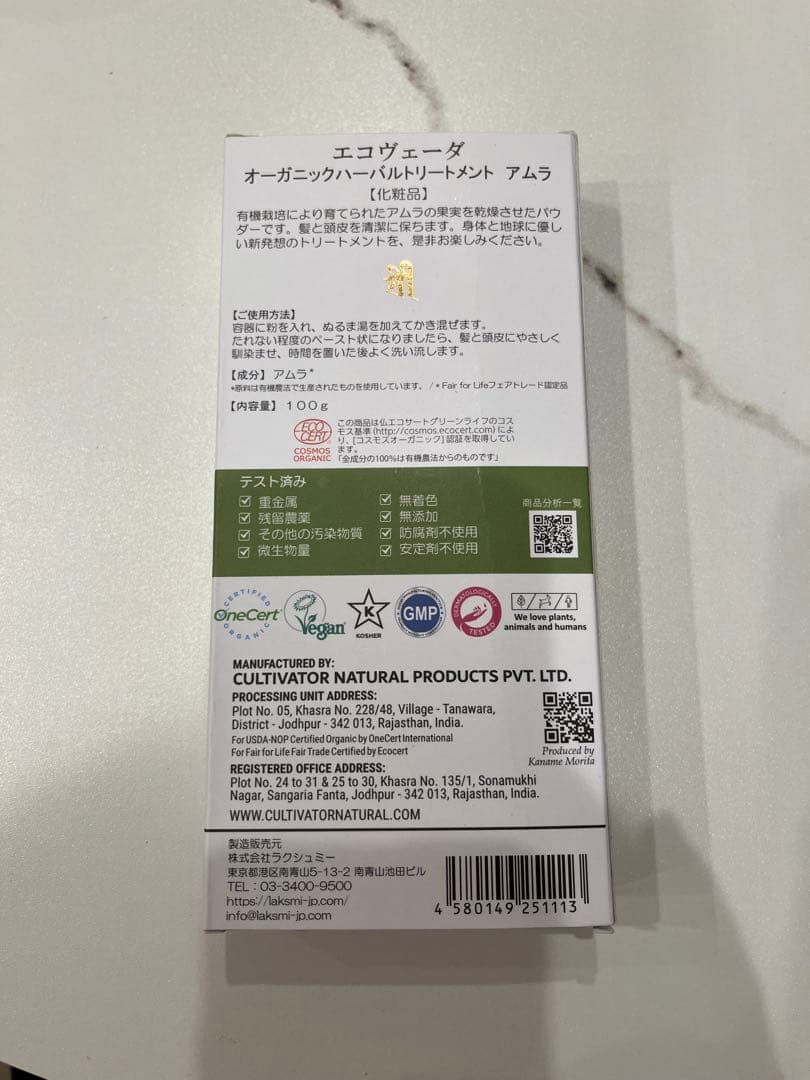 エコヴェーダ
オーガニックハーバルトリートメント アムラ
【化粧品】
有機栽培により育てられたアムラの果実を乾燥させたパウ
ダーです。髪と頭皮を清潔に保ちます。身体と地球に優し
い新発想のトリートメントを、是非お楽しみください。
【ご使用方法】
容器に粉を入れ、ぬるま湯を加えてかき混ぜます。
たれない程度のペースト状になりましたら、髪と頭皮にやさしく
馴染ませ、時間を置いた後よく洗い流します。
【成分】アムラ*
*原料は有機農法で生産されたものを使用しています。 / * Fair for Lifeフェアトレード認定品
【内容量】１００ｇ
ECO
CERT
COSMOS
ORGANIC
この商品は仏エコサートグリーンライフのコス
モス基準(http://cosmos.ecocert.com)によ
り、[コスモスオーガニック]認証を取得してい
ます。
「全成分の100%は有機農法からのものです」
テスト済み
重金属
残留農薬
その他の汚染物質
微生物量
無着色
無添加
防腐剤不使用
安定剤不使用
商品分析一覧
CERTIFIED
OneCert
ORGANIC
Vegan
K
KOSHER
GMP
DERMATOLOGICALLY
TESTED
We love plants,
animals and humans
MANUFACTURED BY:
CULTIVATOR NATURAL PRODUCTS PVT. LTD.
PROCESSING UNIT ADDRESS:
Plot No. 05, Khasra No. 228/48, Village - Tanawara,
District - Jodhpur - 342 013, Rajasthan, India.
For USDA-NOP Certified Organic by OneCert International
For Fair for Life Fair Trade Certified by Ecocert
Produced by
Kaname Morita
REGISTERED OFFICE ADDRESS:
Plot No. 24 to 31 & 25 to 30, Khasra No. 135/1, Sonamukhi
Nagar, Sangaria Fanta, Jodhpur - 342 013, Rajasthan, India.
WWW.CULTIVATORNATURAL.COM
製造販売元
株式会社ラクシュミー
東京都港区南青山5-13-2 南青山池田ビル
TEL：03-3400-9500
https://laksmi-jp.com/
info@laksmi-jp.com
4 580149 251113